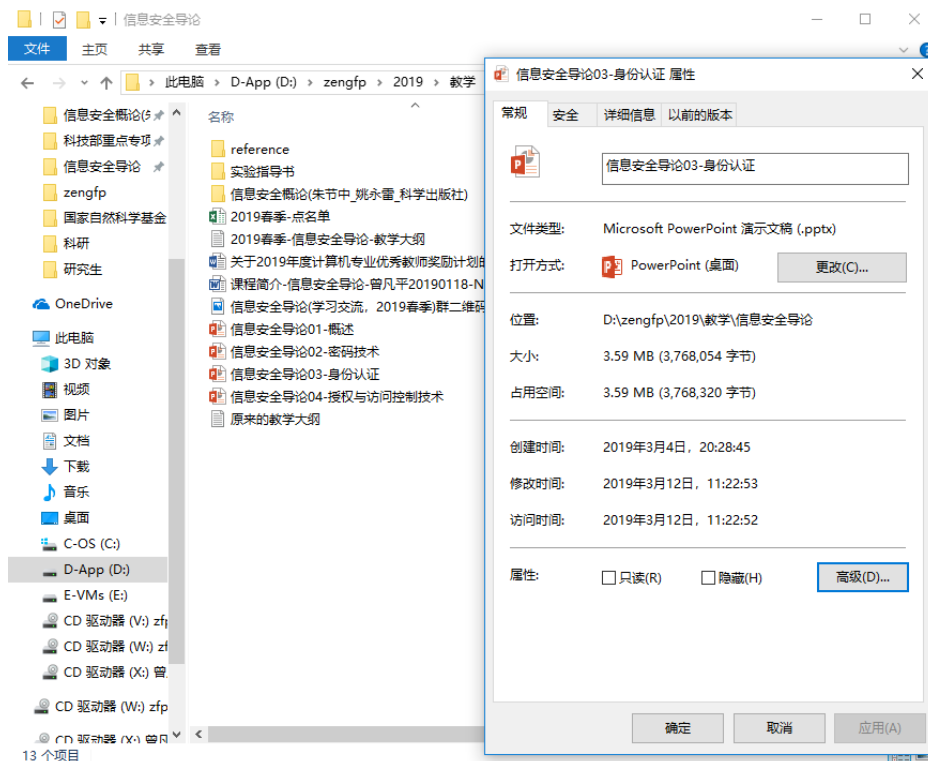 信息安全导论
文件 主页 共享 查看
此电脑 › D-App (D:) › zengfp › 2019 › 教学
信息安全概论(
科技部重点专项
信息安全导论
zengfp
国家自然科学基金
科研
研究生
OneDrive
此电脑
3D 对象
视频
图片
文档
下载
音乐
桌面
C-OS (C:)
D-App (D:)
E-VMs (E:)
CD 驱动器 (V:) zf
CD 驱动器 (W:) zf
CD 驱动器 (X:) 曾
CD 驱动器 (W:) zfp
CD 驱动器 (X:) 曾
13 个项目
名称
reference
实验指导书
信息安全概论(朱节中_姚永雷_科学出版社)
2019春季-点名单
2019春季-信息安全导论-教学大纲
关于2019年度计算机专业优秀教师奖励计划的
课程简介-信息安全导论-曾凡平20190118-N
信息安全导论(学习交流，2019春季)群二维码
信息安全导论01-概述
信息安全导论02-密码技术
信息安全导论03-身份认证
信息安全导论04-授权与访问控制技术
原来的教学大纲
信息安全导论03-身份认证 属性
常规 安全 详细信息 以前的版本
信息安全导论03-身份认证
文件类型: Microsoft PowerPoint 演示文稿 (.pptx)
打开方式: PowerPoint (桌面) 更改(C)...
位置: D:\zengfp\2019\教学\信息安全导论
大小: 3.59 MB (3,768,054 字节)
占用空间: 3.59 MB (3,768,320 字节)
创建时间: 2019年3月4日，20:28:45
修改时间: 2019年3月12日，11:22:53
访问时间: 2019年3月12日，11:22:52
属性: 只读(R) 隐藏(H) 高级(D)...
确定 取消 应用(A)